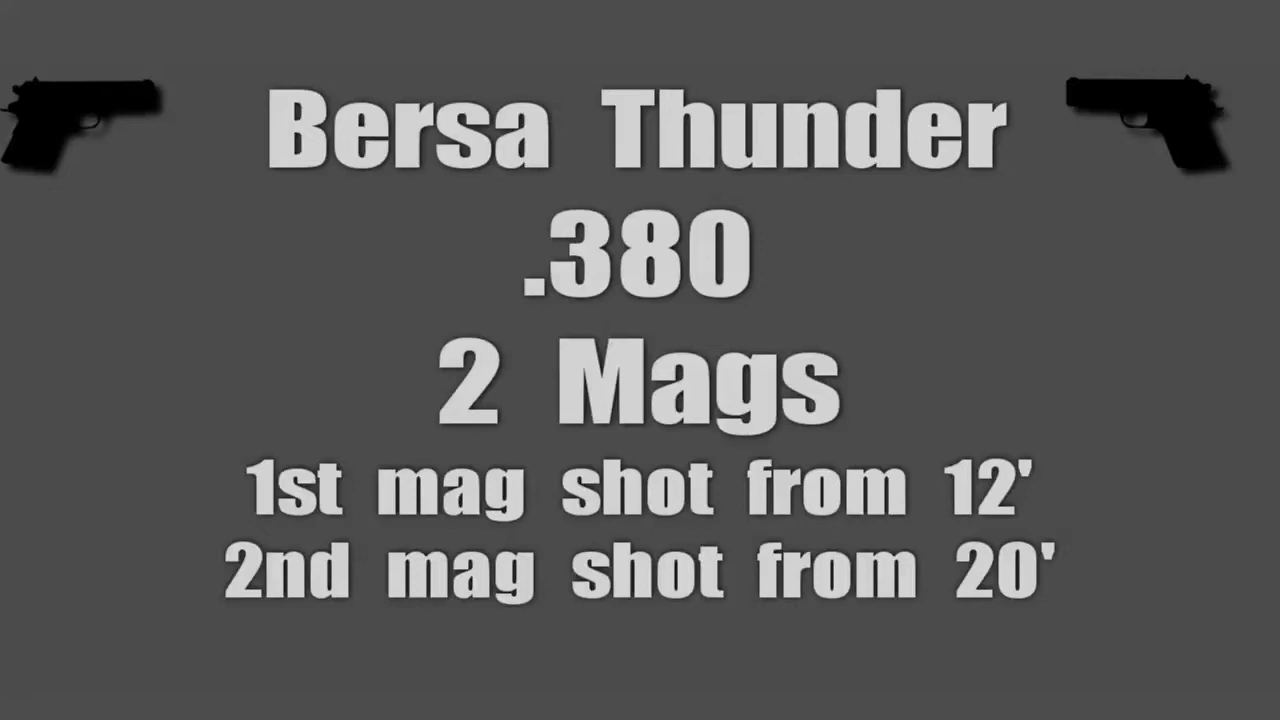 Bersa Thunder
.380
2 Mags
1st mag shot from 12'
2nd mag shot from 20'